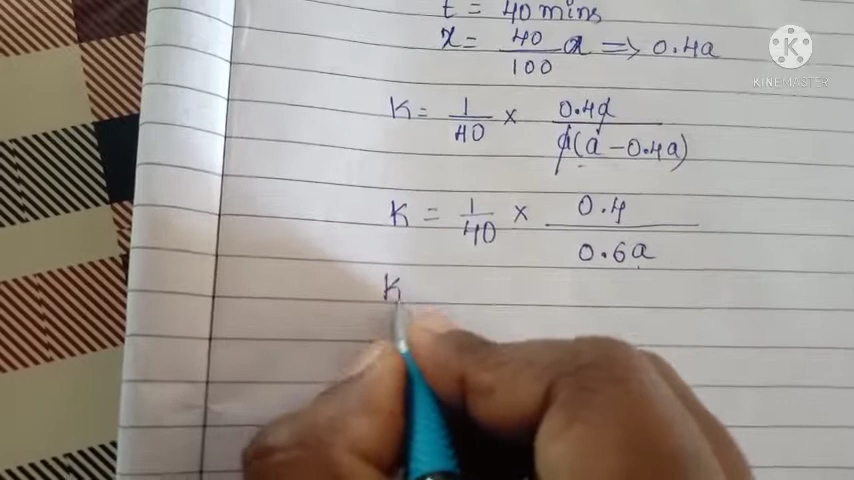 t = 40 mins
x = 40/100 a => 0.4a
K = 1/40 × 0.4a/a(a - 0.4a)
K = 1/40 × 0.4/0.6a
K
K
KINEMASTER